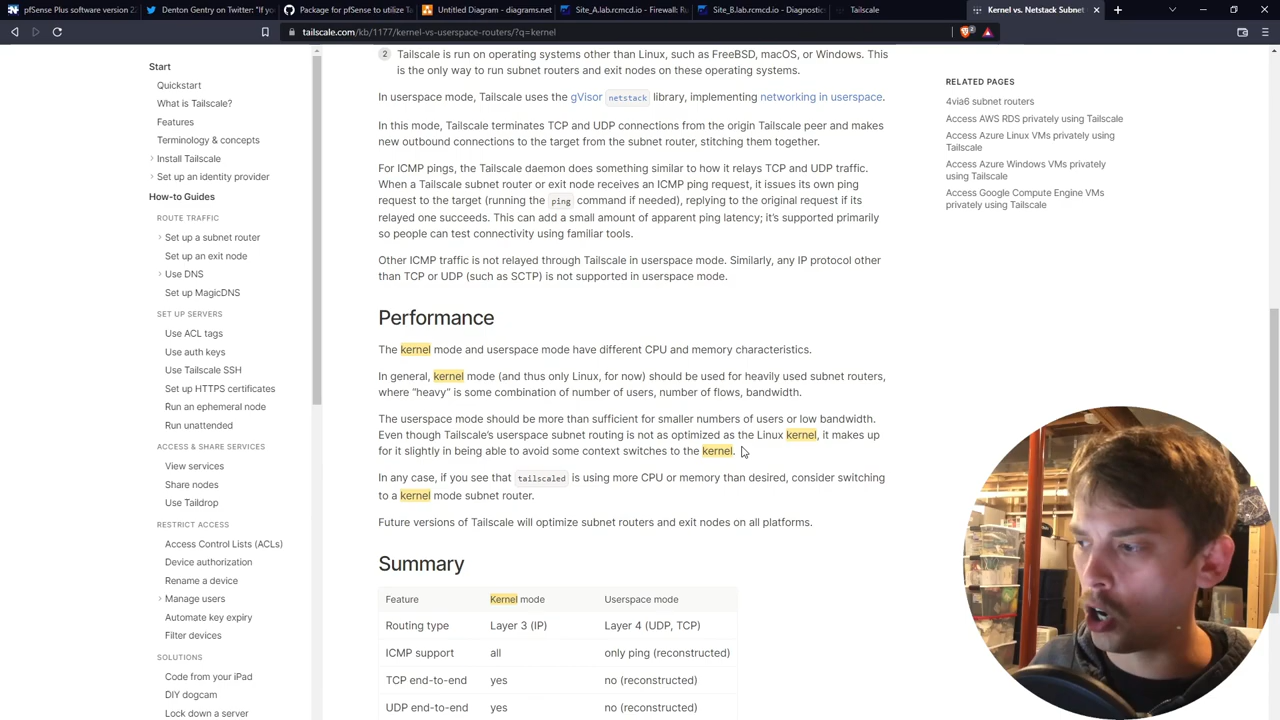 pfSense Plus software version 2
Denton Gentry on Twitter: "If you
Package for pfSense to utilize Ta
Untitled Diagram - diagrams.net
Site_A.lab.rcmcd.io - Firewall: Ru
Site_B.lab.rcmcd.io - Diagnostics
Tailscale
Kernel vs. Netstack Subnet
tailscale.com/kb/1177/kernel-vs-userspace-routers/?q=kernel
Start
Quickstart
What is Tailscale?
Features
Terminology & concepts
Install Tailscale
Set up an identity provider
How-to Guides
ROUTE TRAFFIC
Set up a subnet router
Set up an exit node
Use DNS
Set up MagicDNS
SET UP SERVERS
Use ACL tags
Use auth keys
Use Tailscale SSH
Set up HTTPS certificates
Run an ephemeral node
Run unattended
ACCESS & SHARE SERVICES
View services
Share nodes
Use Taildrop
RESTRICT ACCESS
Access Control Lists (ACLs)
Device authorization
Rename a device
Manage users
Automate key expiry
Filter devices
SOLUTIONS
Code from your iPad
DIY dogcam
Lock down a server
2 Tailscale is run on operating systems other than Linux, such as FreeBSD, macOS, or Windows. This
is the only way to run subnet routers and exit nodes on these operating systems.
In userspace mode, Tailscale uses the gVisor netstack library, implementing networking in userspace.
In this mode, Tailscale terminates TCP and UDP connections from the origin Tailscale peer and makes
new outbound connections to the target from the subnet router, stitching them together.
For ICMP pings, the Tailscale daemon does something similar to how it relays TCP and UDP traffic.
When a Tailscale subnet router or exit node receives an ICMP ping request, it issues its own ping
request to the target (running the ping command if needed), replying to the original request if its
relayed one succeeds. This can add a small amount of apparent ping latency; it's supported primarily
so people can test connectivity using familiar tools.
Other ICMP traffic is not relayed through Tailscale in userspace mode. Similarly, any IP protocol other
than TCP or UDP (such as SCTP) is not supported in userspace mode.
Performance
The kernel mode and userspace mode have different CPU and memory characteristics.
In general, kernel mode (and thus only Linux, for now) should be used for heavily used subnet routers,
where "heavy" is some combination of number of users, number of flows, bandwidth.
The userspace mode should be more than sufficient for smaller numbers of users or low bandwidth.
Even though Tailscale's userspace subnet routing is not as optimized as the Linux kernel, it makes up
for it slightly in being able to avoid some context switches to the kernel.
In any case, if you see that tailscaled is using more CPU or memory than desired, consider switching
to a kernel mode subnet router.
Future versions of Tailscale will optimize subnet routers and exit nodes on all platforms.
Summary
Feature Kernel mode Userspace mode
Routing type Layer 3 (IP) Layer 4 (UDP, TCP)
ICMP support all only ping (reconstructed)
TCP end-to-end yes no (reconstructed)
UDP end-to-end yes no (reconstructed)
RELATED PAGES
4via6 subnet routers
Access AWS RDS privately using Tailscale
Access Azure Linux VMs privately using
Tailscale
Access Azure Windows VMs privately
using Tailscale
Access Google Compute Engine VMs
privately using Tailscale